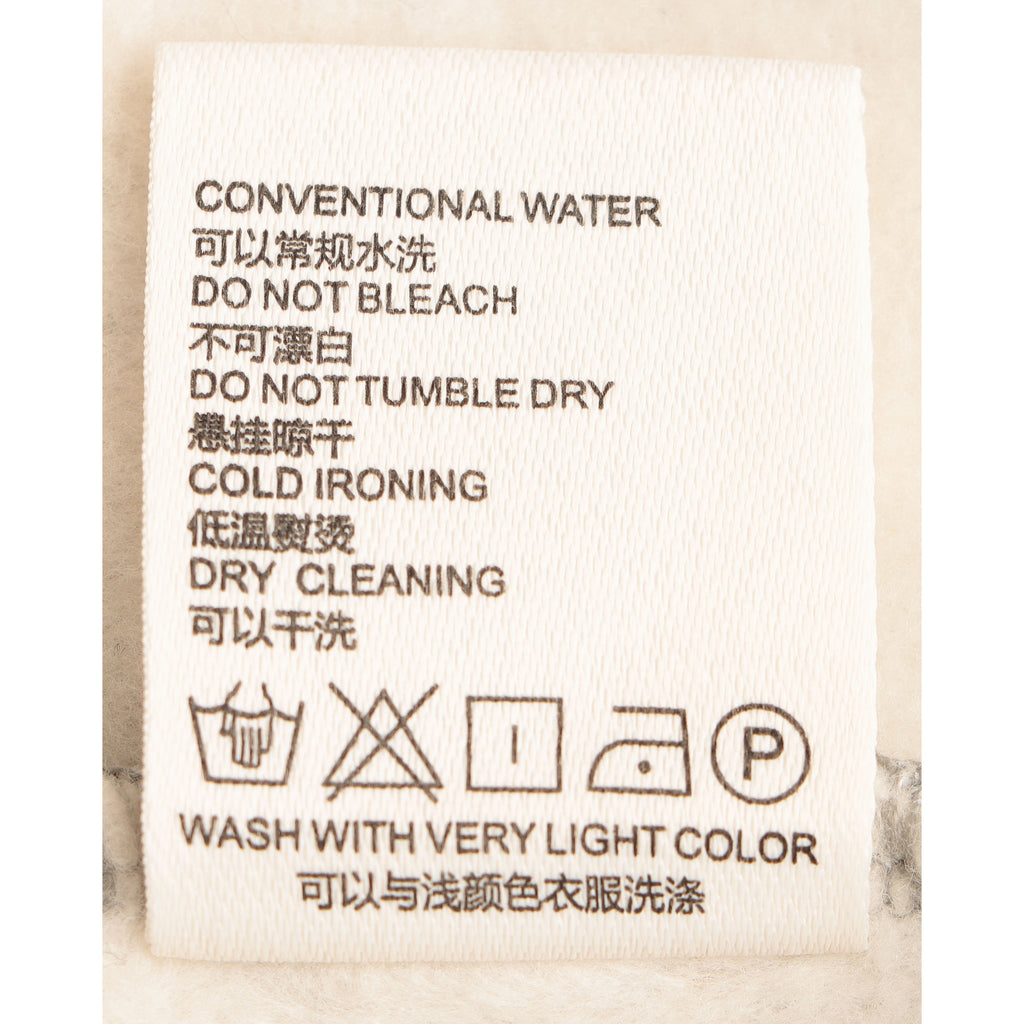 CONVENTIONAL WATER
可以常规水洗
DO NOT BLEACH
不可漂白
DO NOT TUMBLE DRY
悬挂晾干
COLD IRONING
低温熨烫
DRY CLEANING
可以干洗
P
WASH WITH VERY LIGHT COLOR
可以与浅颜色衣服洗涤